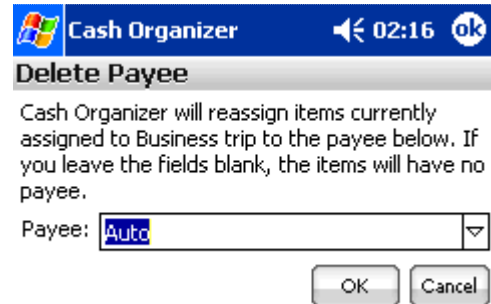 Cash Organizer 02:16 ok
Delete Payee
Cash Organizer will reassign items currently
assigned to Business trip to the payee below. If
you leave the fields blank, the items will have no
payee.
Payee: Auto
OK Cancel